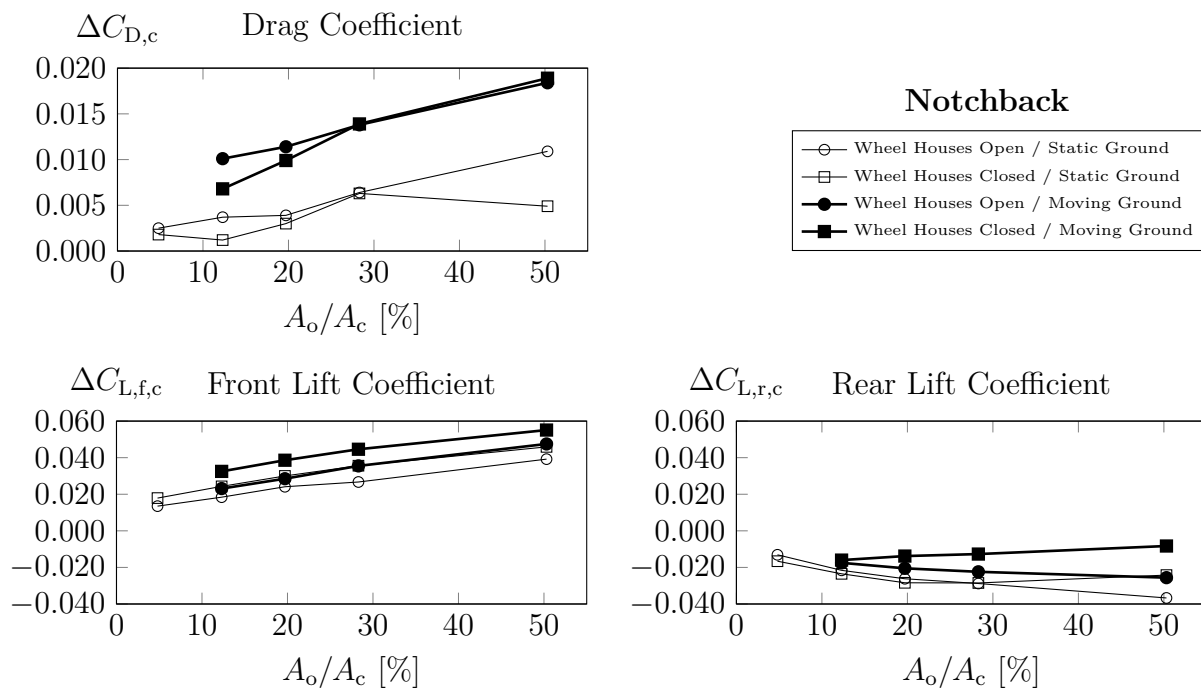 ΔC_D,c Drag Coefficient
0.020
0.015
0.010
0.005
0.000
0 10 20 30 40 50
A_o/A_c [%]
Notchback
Wheel Houses Open / Static Ground
Wheel Houses Closed / Static Ground
Wheel Houses Open / Moving Ground
Wheel Houses Closed / Moving Ground
ΔC_L,f,c Front Lift Coefficient
0.060
0.040
0.020
0.000
−0.020
−0.040
0 10 20 30 40 50
A_o/A_c [%]
ΔC_L,r,c Rear Lift Coefficient
0.060
0.040
0.020
0.000
−0.020
−0.040
0 10 20 30 40 50
A_o/A_c [%]